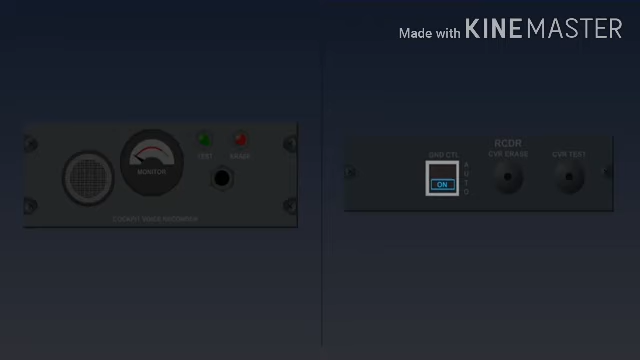 Made with KINEMASTER
TEST ERASE
MONITOR
COCKPIT VOICE RECORDER
RCDR
GND CTL CVR ERASE CVR TEST
ON
AUTO